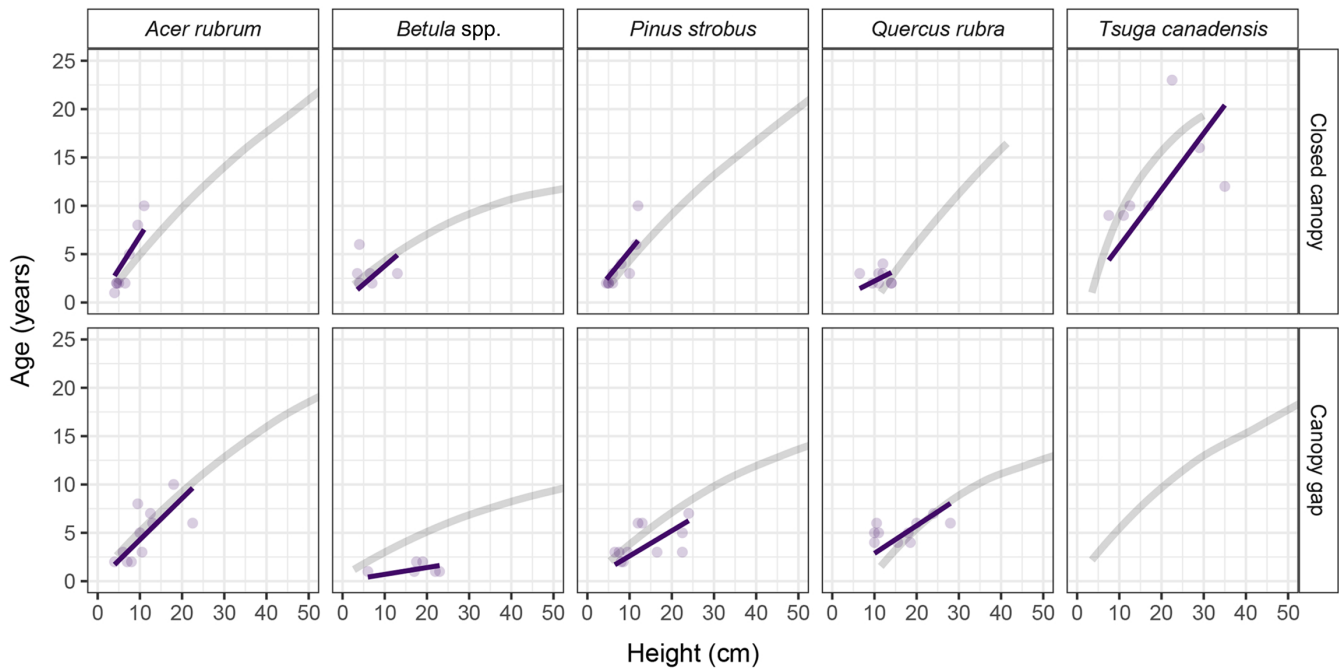 Acer rubrum
Betula spp.
Pinus strobus
Quercus rubra
Tsuga canadensis
25
20
15
10
5
0
Closed canopy
Age (years)
25
20
15
10
5
0
Canopy gap
0 10 20 30 40 50
0 10 20 30 40 50
0 10 20 30 40 50
0 10 20 30 40 50
0 10 20 30 40 50
Height (cm)